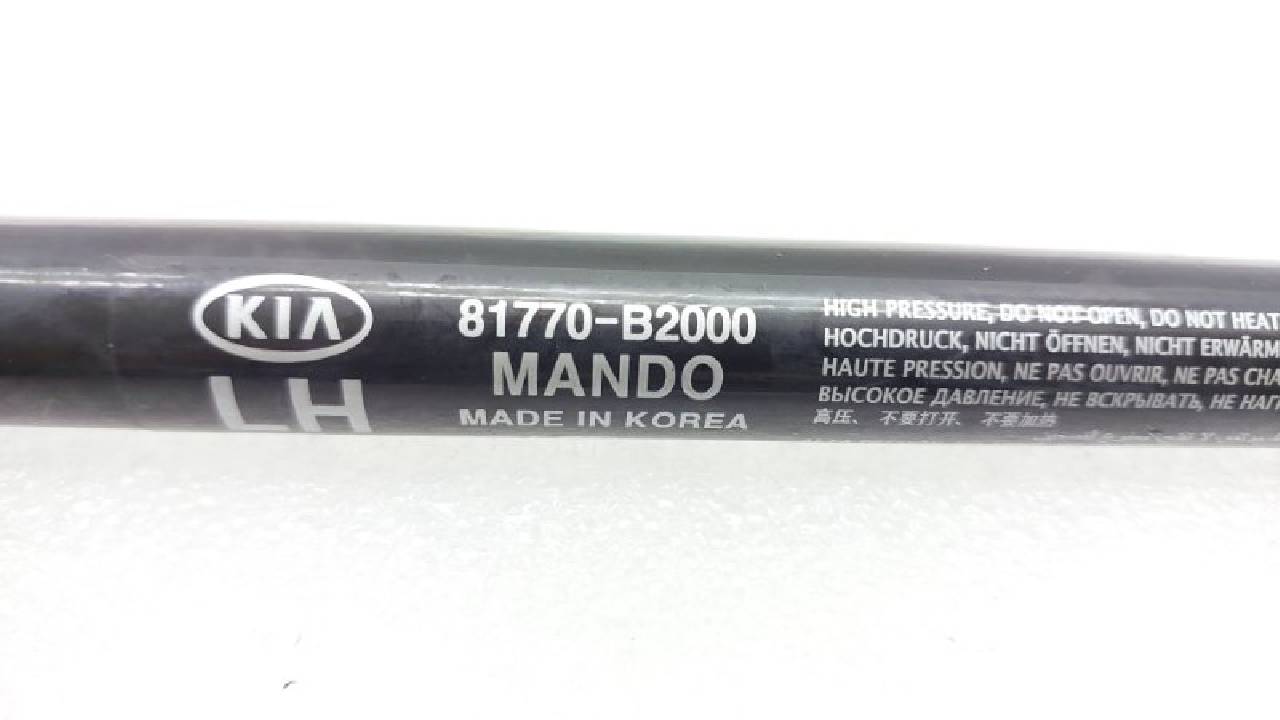 KIA
LH
81770-B2000
MANDO
MADE IN KOREA
HIGH PRESSURE, DO NOT OPEN, DO NOT HEAT
HOCHDRUCK, NICHT ÖFFNEN, NICHT ERWÄRM
HAUTE PRESSION, NE PAS OUVRIR, NE PAS CHA
ВЫСОКОЕ ДАВЛЕНИЕ, НЕ ВСКРЫВАТЬ, НЕ НАГР
高压、不要打开、不要加热